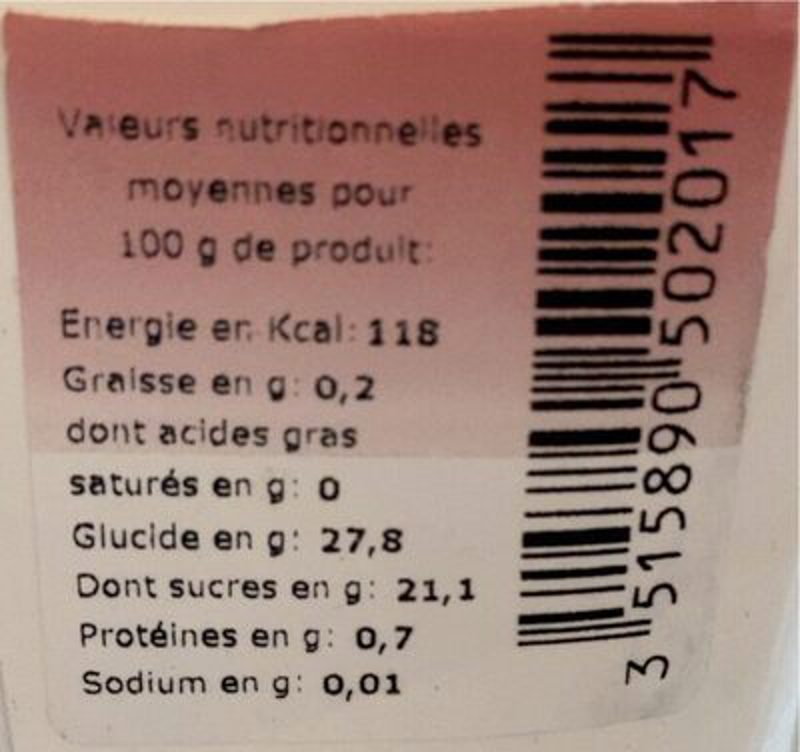 Valeurs nutritionnelles
moyennes pour
100 g de produit:
Energie en Kcal: 118
Graisse en g: 0,2
dont acides gras
saturés en g: 0
Glucide en g: 27,8
Dont sucres en g: 21,1
Protéines en g: 0,7
Sodium en g: 0,01
3 515890 502017